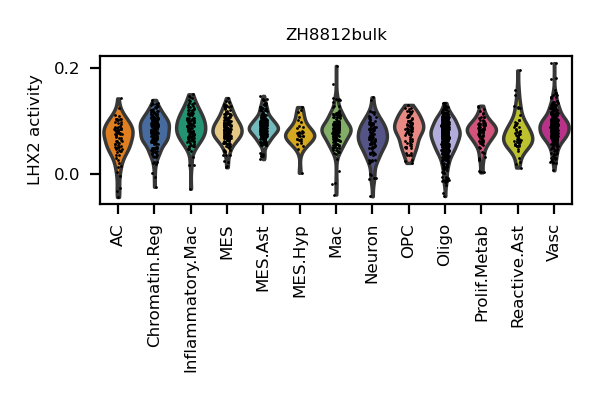 ZH8812bulk
LHX2 activity
0.2
0.0
AC
Chromatin.Reg
Inflammatory.Mac
MES
MES.Ast
MES.Hyp
Mac
Neuron
OPC
Oligo
Prolif.Metab
Reactive.Ast
Vasc